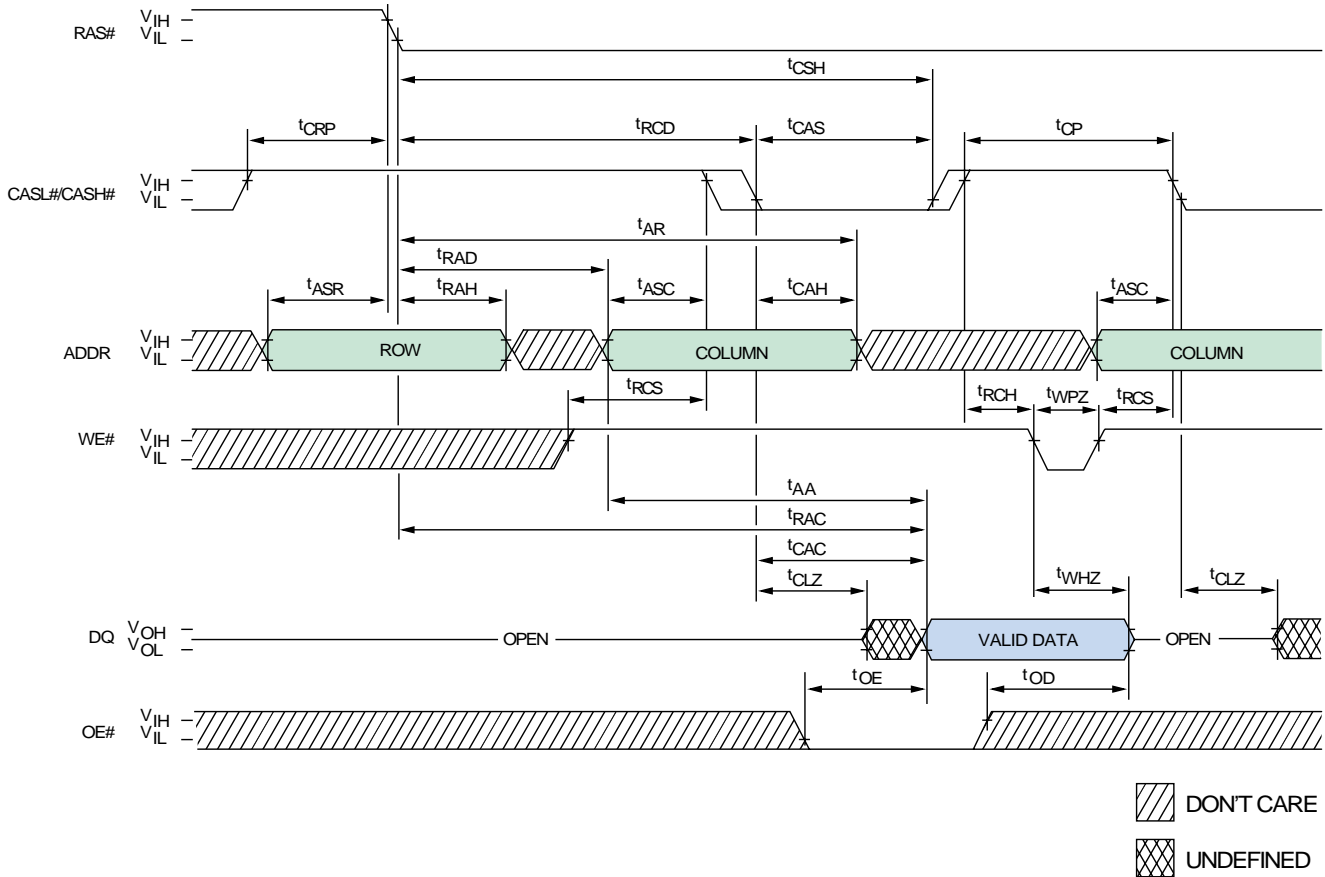 RAS# VIH
VIL
tCSH
tCRP tRCD tCAS tCP
CASL#/CASH# VIH
VIL
tAR
tRAD
tASR tRAH tASC tCAH tASC
ADDR VIH
VIL
ROW COLUMN COLUMN
tRCS tRCH tWPZ tRCS
WE# VIH
VIL
tAA
tRAC
tCAC
tCLZ tWHZ tCLZ
DQ VOH
VOL
OPEN VALID DATA OPEN
tOE tOD
OE# VIH
VIL
DON'T CARE
UNDEFINED